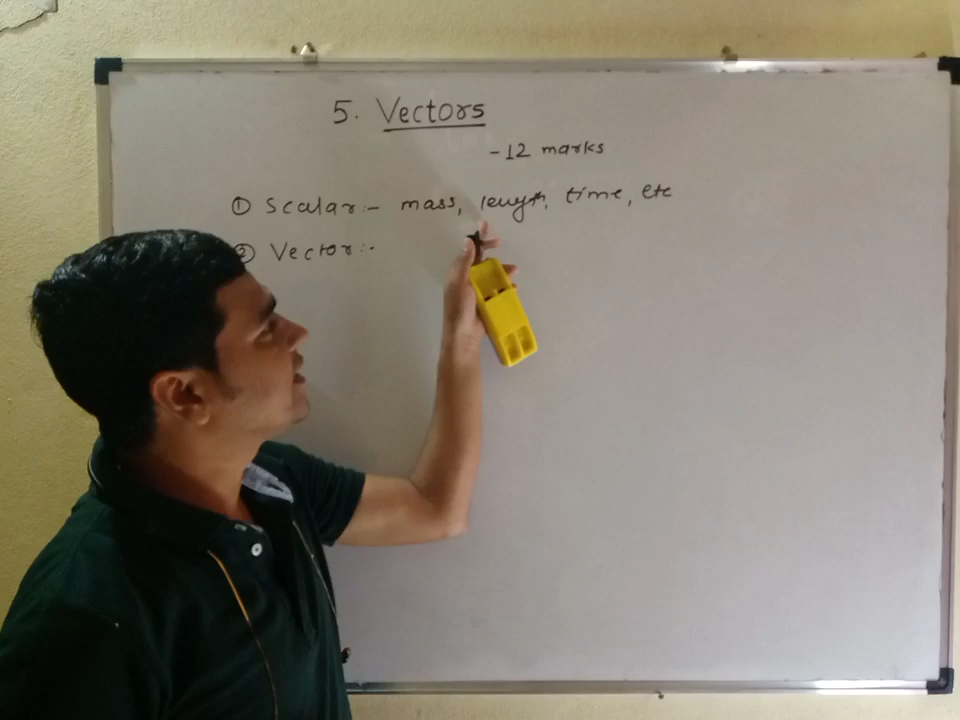 5. Vectors
- 12 marks
① Scalar :- mass, length, time, etc
② Vector :-